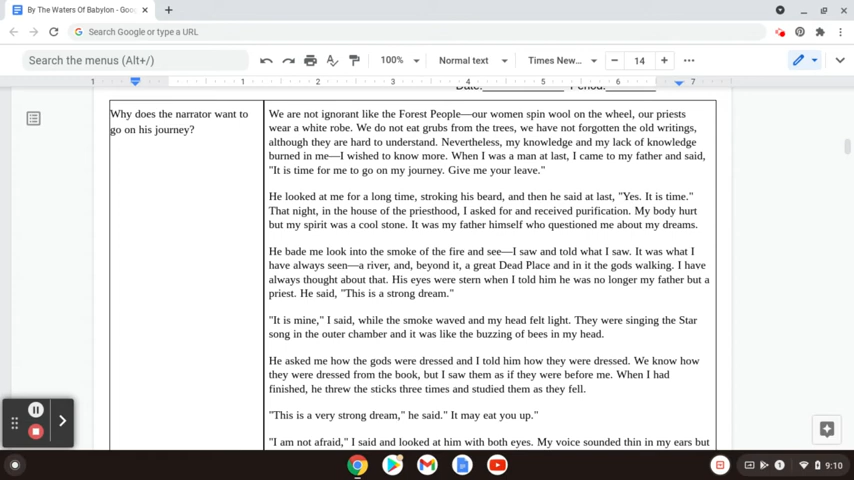 By The Waters Of Babylon - Goo
Search Google or type a URL
Search the menus (Alt+/)
100%
Normal text
Times New...
14
1 1 2 3 4 5 6 7
Date: Period:
Why does the narrator want to
go on his journey?
We are not ignorant like the Forest People—our women spin wool on the wheel, our priests
wear a white robe. We do not eat grubs from the trees, we have not forgotten the old writings,
although they are hard to understand. Nevertheless, my knowledge and my lack of knowledge
burned in me—I wished to know more. When I was a man at last, I came to my father and said,
"It is time for me to go on my journey. Give me your leave."
He looked at me for a long time, stroking his beard, and then he said at last, "Yes. It is time."
That night, in the house of the priesthood, I asked for and received purification. My body hurt
but my spirit was a cool stone. It was my father himself who questioned me about my dreams.
He bade me look into the smoke of the fire and see—I saw and told what I saw. It was what I
have always seen—a river, and, beyond it, a great Dead Place and in it the gods walking. I have
always thought about that. His eyes were stern when I told him he was no longer my father but a
priest. He said, "This is a strong dream."
"It is mine," I said, while the smoke waved and my head felt light. They were singing the Star
song in the outer chamber and it was like the buzzing of bees in my head.
He asked me how the gods were dressed and I told him how they were dressed. We know how
they were dressed from the book, but I saw them as if they were before me. When I had
finished, he threw the sticks three times and studied them as they fell.
"This is a very strong dream," he said." It may eat you up."
"I am not afraid," I said and looked at him with both eyes. My voice sounded thin in my ears but
1
9:10